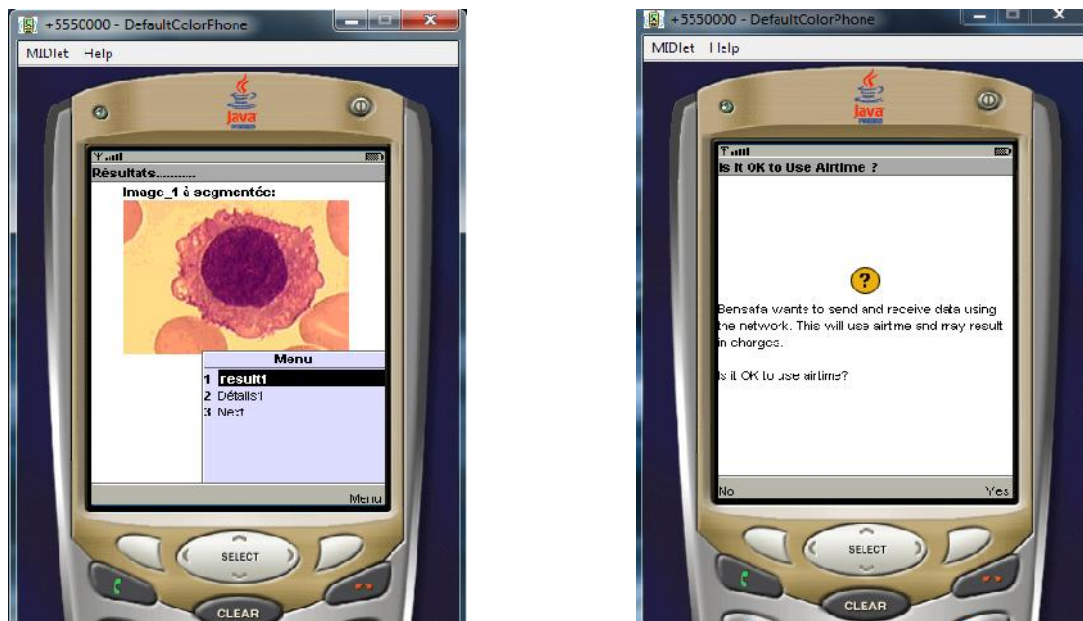 +5550000 - DefaultColorPhone
MIDlet Help
Java
POWERED
Résultats..........
Image_1 à segmentée:
Menu
1 result1
2 Détails1
3 Next
Menu
SELECT
CLEAR
+5550000 - DefaultColorPhone
MIDlet Help
Java
POWERED
Is It OK to Use Airtime ?
?
Bensafa wants to send and receive data using
the network. This will use airtime and may result
in charges.
Is it OK to use airtime?
No Yes
SELECT
CLEAR